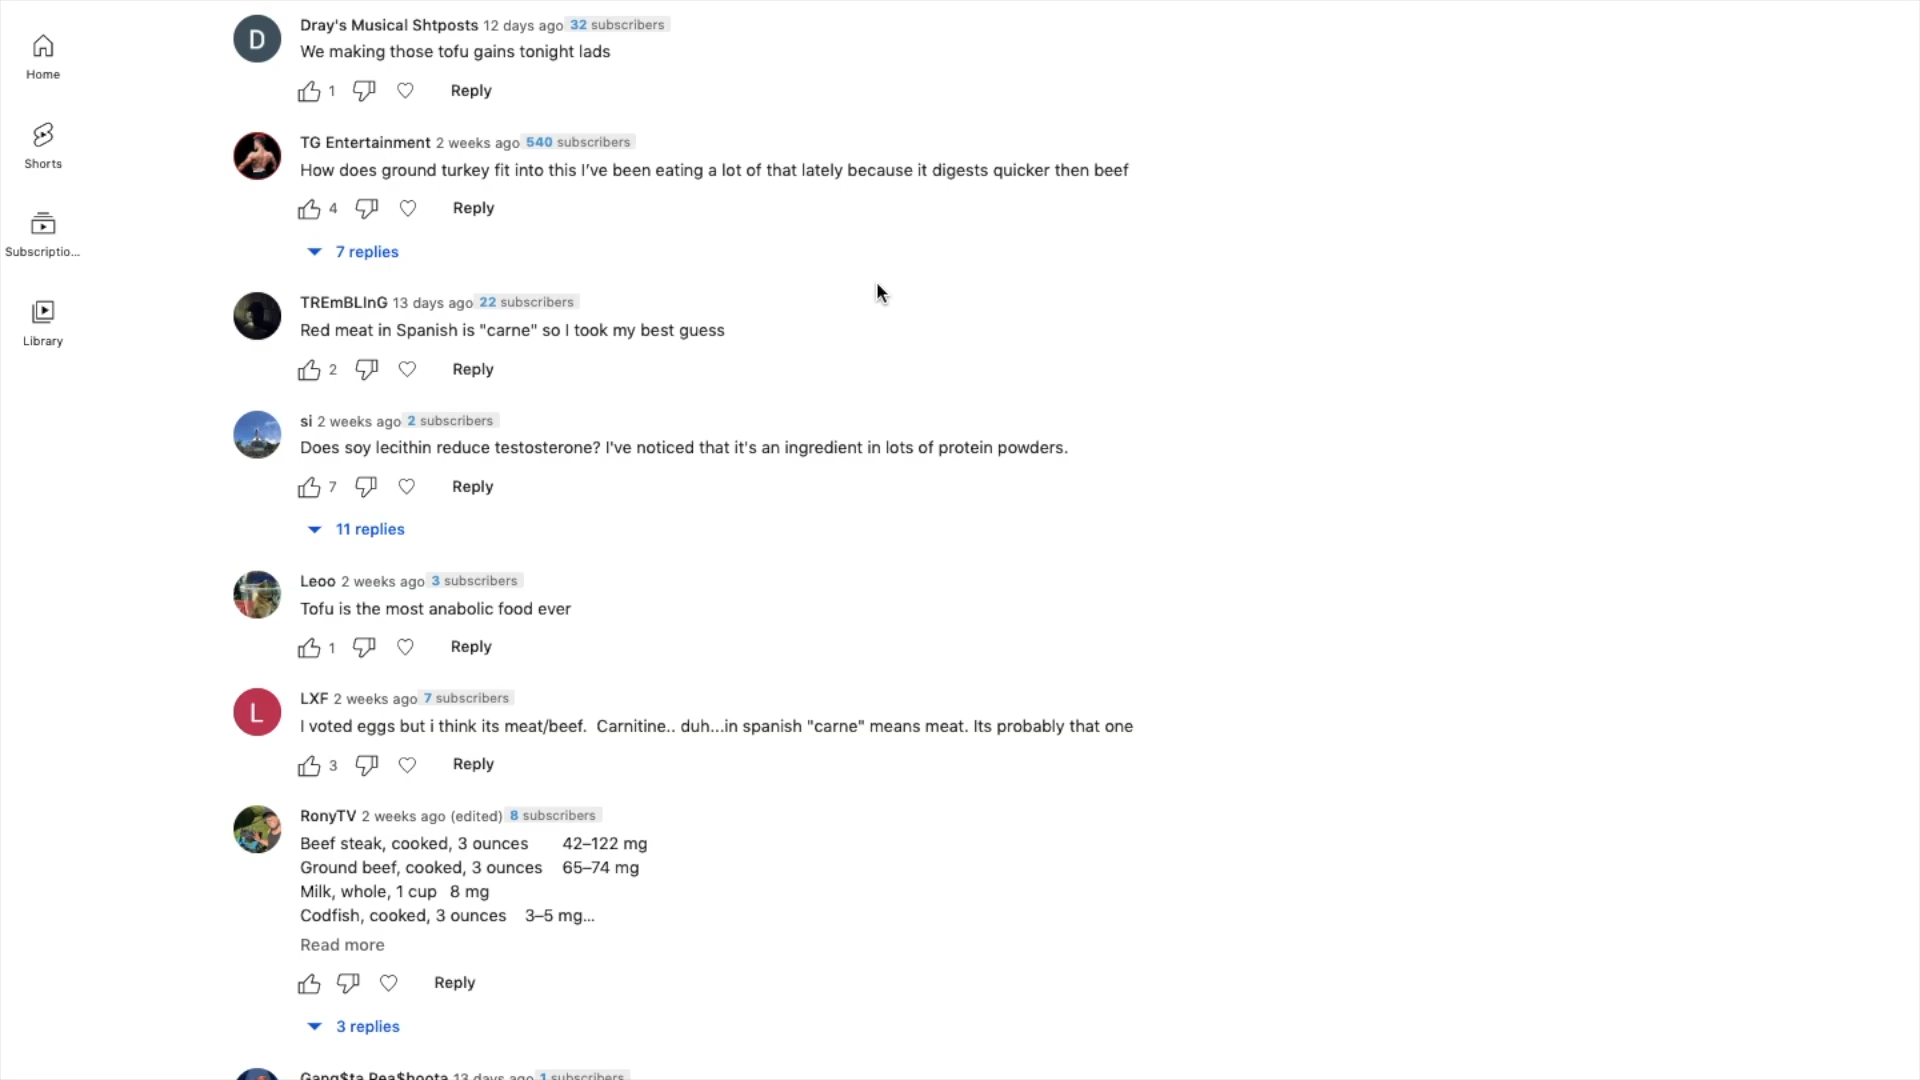 Home
Shorts
Subscriptio...
Library
D
Dray's Musical Shtposts 12 days ago 32 subscribers
We making those tofu gains tonight lads
1 Reply
TG Entertainment 2 weeks ago 540 subscribers
How does ground turkey fit into this I've been eating a lot of that lately because it digests quicker then beef
4 Reply
7 replies
TREmBLInG 13 days ago 22 subscribers
Red meat in Spanish is "carne" so I took my best guess
2 Reply
si 2 weeks ago 2 subscribers
Does soy lecithin reduce testosterone? I've noticed that it's an ingredient in lots of protein powders.
7 Reply
11 replies
Leoo 2 weeks ago 3 subscribers
Tofu is the most anabolic food ever
1 Reply
L
LXF 2 weeks ago 7 subscribers
I voted eggs but i think its meat/beef. Carnitine.. duh...in spanish "carne" means meat. Its probably that one
3 Reply
RonyTV 2 weeks ago (edited) 8 subscribers
Beef steak, cooked, 3 ounces 42–122 mg
Ground beef, cooked, 3 ounces 65–74 mg
Milk, whole, 1 cup 8 mg
Codfish, cooked, 3 ounces 3–5 mg...
Read more
Reply
3 replies
Gang$ta Pea$hoota 13 days ago 1 subscribers